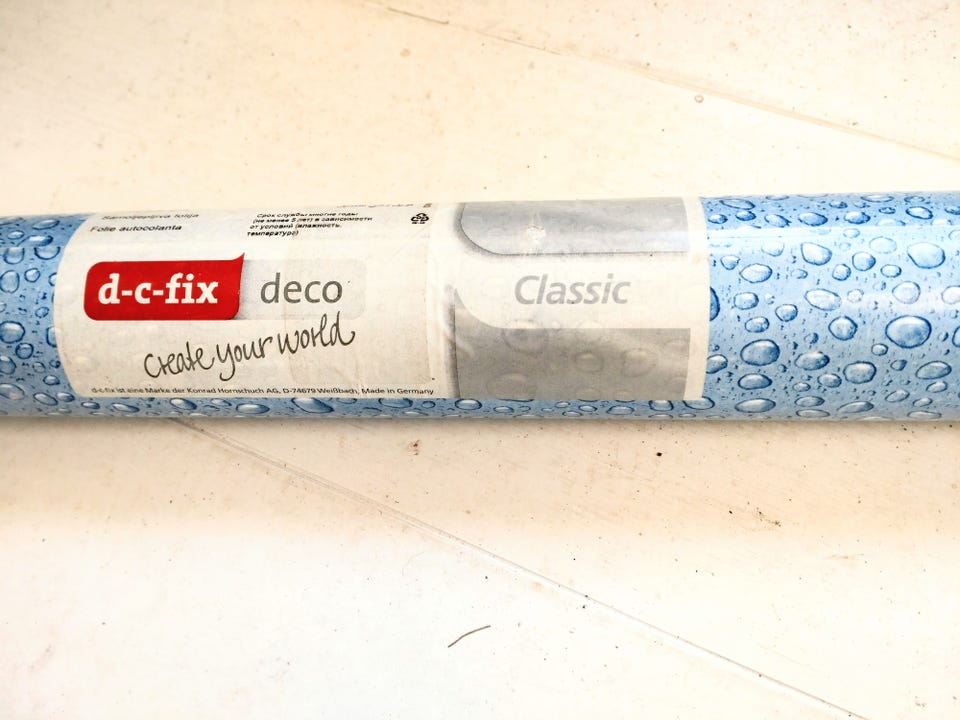 Samoljepljiva folija
Folie autocolanta
Срок службы многие годы
(не менее 5 лет) в зависимости
от условий (влажность,
температура)
d-c-fix deco
create your world
d-c-fix ist eine Marke der Konrad Hornschuch AG, D-74679 Weißbach, Made in Germany
Classic